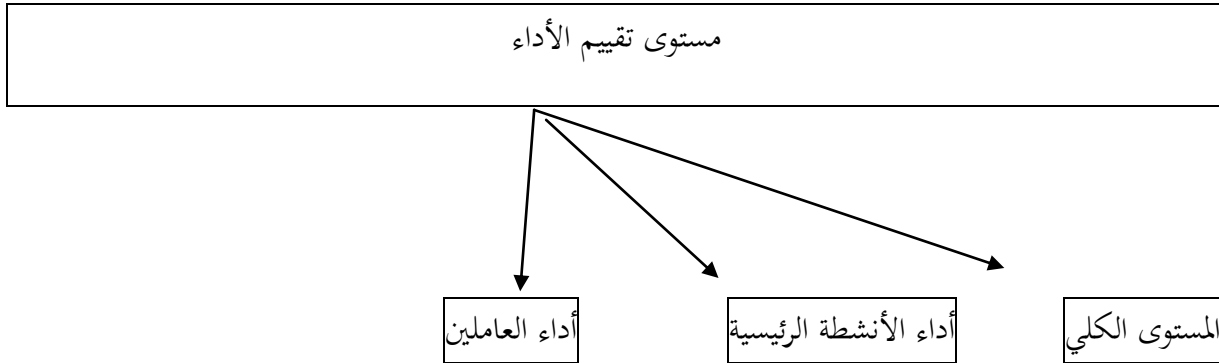 مستوى تقييم الأداء
المستوى الكلي
أداء الأنشطة الرئيسية
أداء العاملين